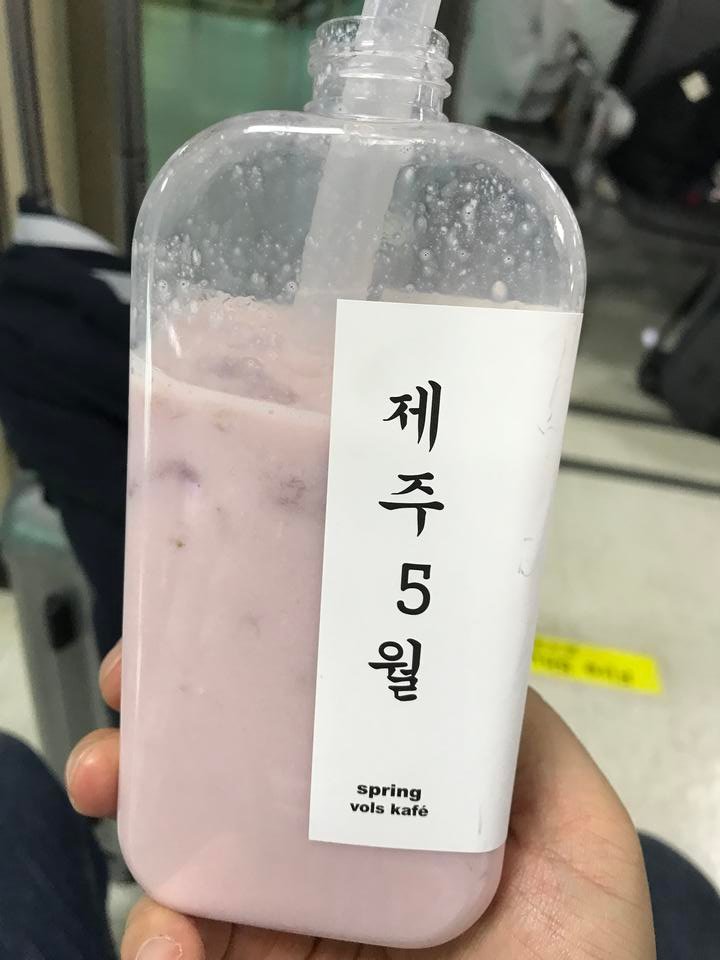 제주5월
spring
vols kafé